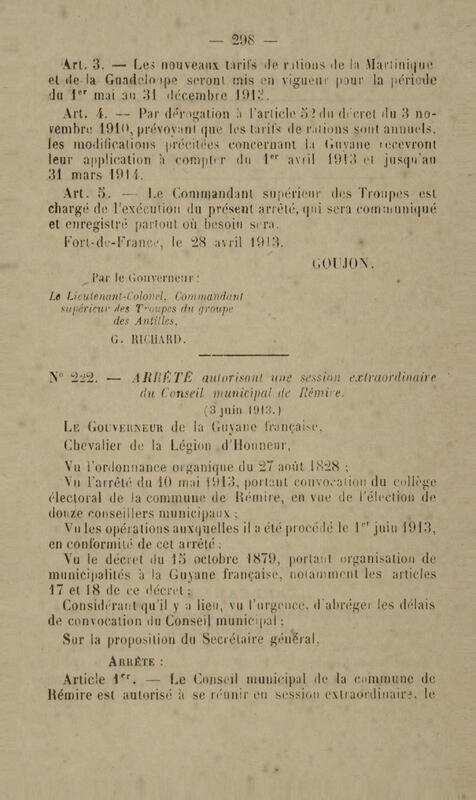 — 298 —
Art. 3. — Les nouveaux tarifs de rations de la Martinique
et de la Guadeloupe seront mis en vigueur pour la période
du 1er mai au 31 décembre 1913.
Art. 4. — Par dérogation à l'article 52 du décret du 3 no-
vembre 1910, prévoyant que les tarifs de rations sont annuels,
les modifications précitées concernant la Guyane recevront
leur application à compter du 1er avril 1913 et jusqu'au
31 mars 1914.
Art. 5. — Le Commandant supérieur des Troupes est
chargé de l'exécution du présent arrêté, qui sera communiqué
et enregistré partout où besoin sera.
Fort-de-France, le 28 avril 1913.
GOUJON.
Par le Gouverneur :
Le Lieutenant-Colonel, Commandant
supérieur des Troupes du groupe
des Antilles,
G. RICHARD.
N° 222. — ARRÊTÉ autorisant une session extraordinaire
du Conseil municipal de Rémire.
(3 juin 1913.)
LE GOUVERNEUR de la Guyane française,
Chevalier de la Légion d'Honneur,
Vu l'ordonnance organique du 27 août 1828 ;
Vu l'arrêté du 10 mai 1913, portant convocation du collège
électoral de la commune de Rémire, en vue de l'élection de
douze conseillers municipaux ;
Vu les opérations auxquelles il a été procédé le 1er juin 1913,
en conformité de cet arrêté ;
Vu le décret du 15 octobre 1879, portant organisation de
municipalités à la Guyane française, notamment les articles
17 et 18 de ce décret ;
Considérant qu'il y a lieu, vu l'urgence, d'abréger les délais
de convocation du Conseil municipal ;
Sur la proposition du Secrétaire général,
ARRÊTE :
Article 1er. — Le Conseil municipal de la commune de
Rémire est autorisé à se réunir en session extraordinaire, le